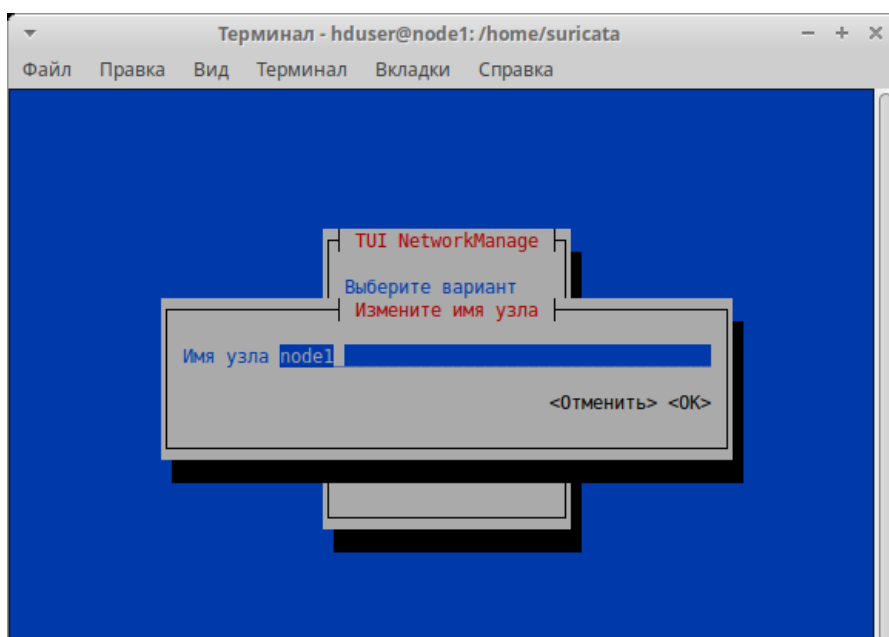 Терминал - hduser@node1: /home/suricata
Файл Правка Вид Терминал Вкладки Справка
TUI NetworkManage
Выберите вариант
Измените имя узла
Имя узла node1
<Отменить> <OK>